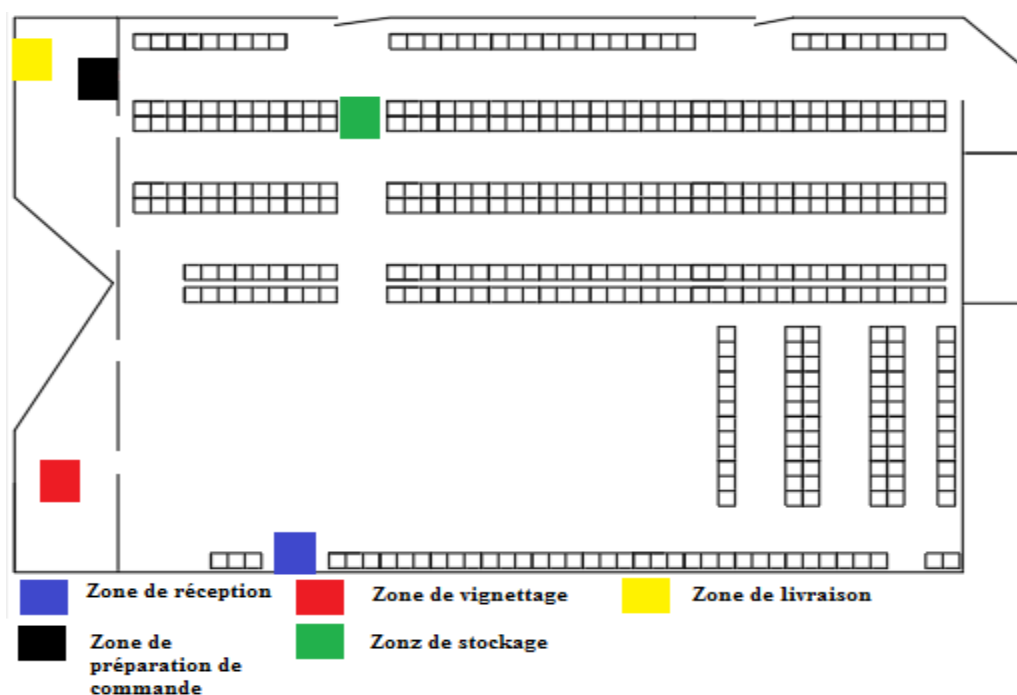 Zone de réception
Zone de vignettage
Zone de livraison
Zone de
préparation de
commande
Zonz de stockage